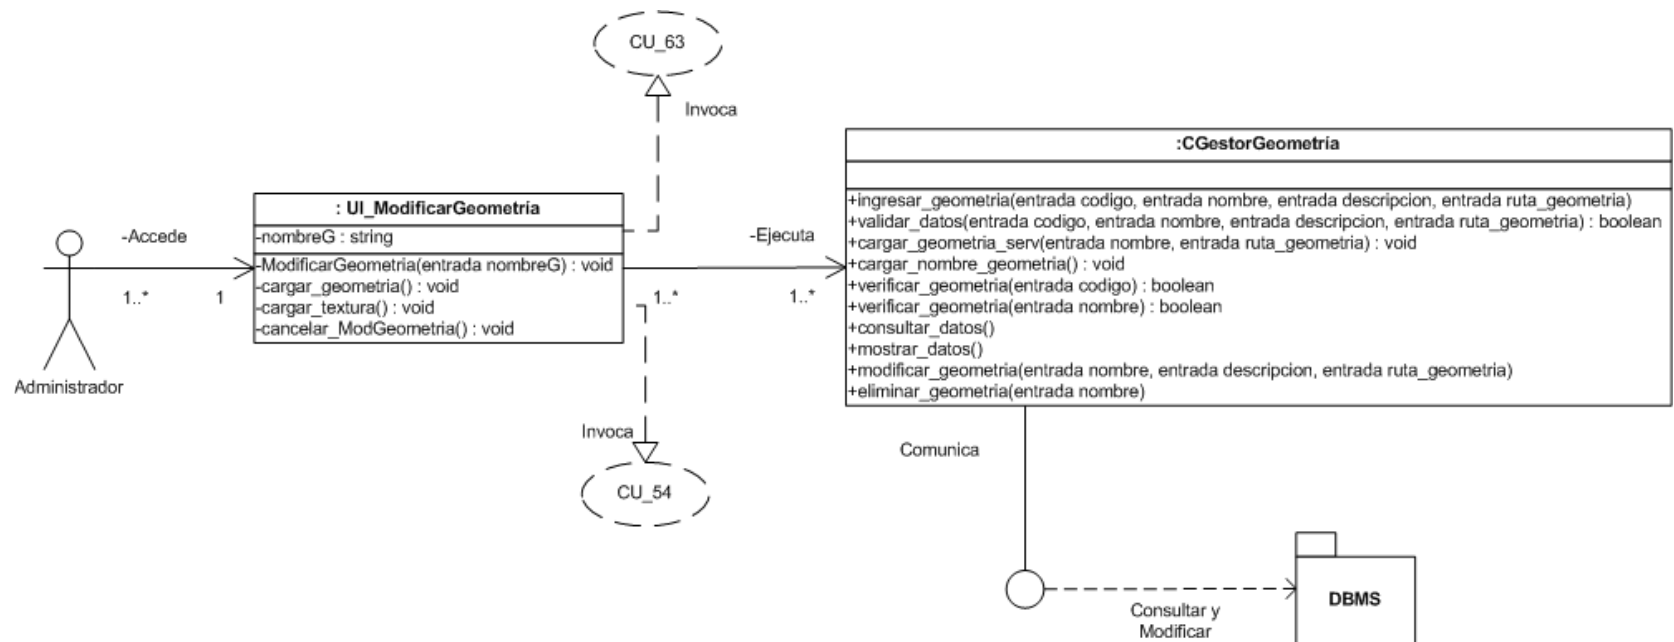 CU_63
Invoca
:CGestorGeometría
+ingresar_geometria(entrada codigo, entrada nombre, entrada descripcion, entrada ruta_geometria)
+validar_datos(entrada codigo, entrada nombre, entrada descripcion, entrada ruta_geometria) : boolean
+cargar_geometria_serv(entrada nombre, entrada ruta_geometria) : void
+cargar_nombre_geometria() : void
+verificar_geometria(entrada codigo) : boolean
+verificar_geometria(entrada nombre) : boolean
+consultar_datos()
+mostrar_datos()
+modificar_geometria(entrada nombre, entrada descripcion, entrada ruta_geometria)
+eliminar_geometria(entrada nombre)
: UI_ModificarGeometría
-nombreG : string
-ModificarGeometria(entrada nombreG) : void
-cargar_geometria() : void
-cargar_textura() : void
-cancelar_ModGeometria() : void
-Accede
1..*
1
-Ejecuta
1..*
1..*
Administrador
Invoca
CU_54
Comunica
Consultar y
Modificar
DBMS